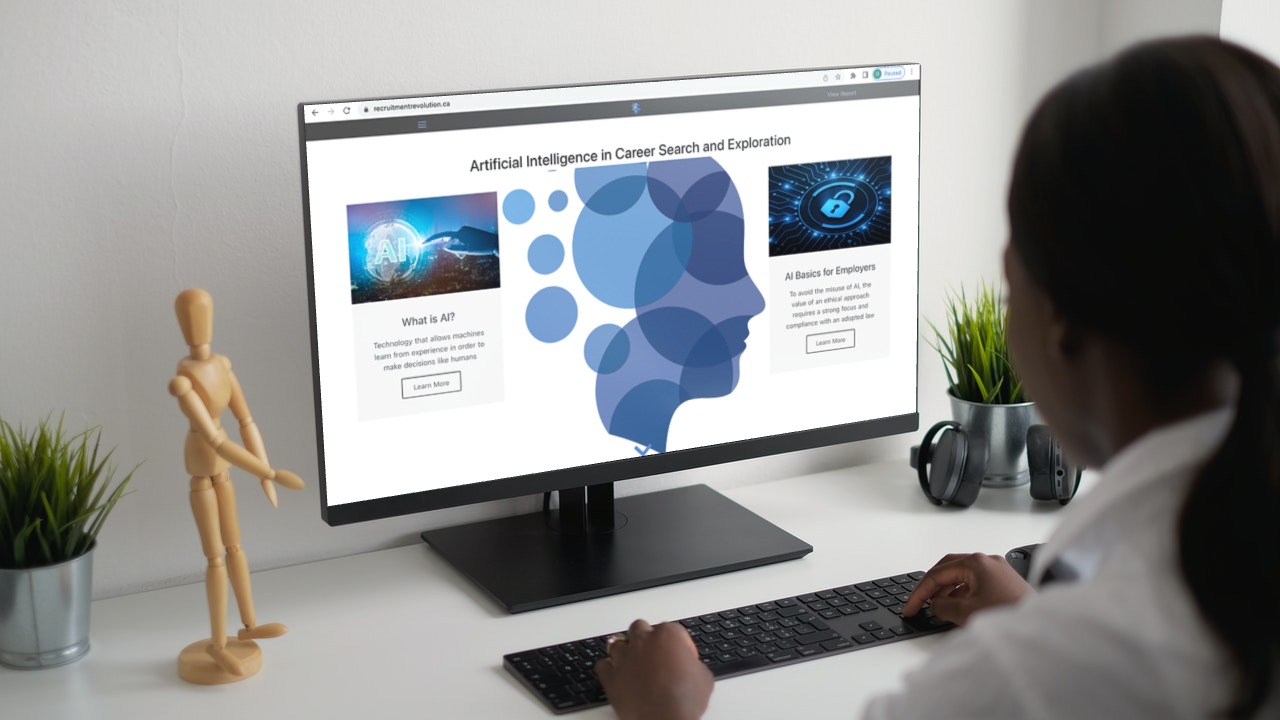 recruitmentrevolution.ca
Paused
View Report
Artificial Intelligence in Career Search and Exploration
AI
What is AI?
Technology that allows machines
learn from experience in order to
make decisions like humans
Learn More
AI Basics for Employers
To avoid the misuse of AI, the
value of an ethical approach
requires a strong focus and
compliance with an adopted law
Learn More